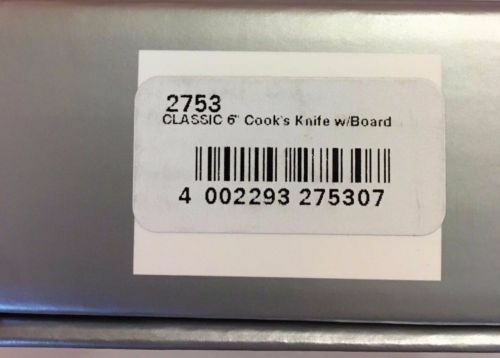 2753
CLASSIC 6" Cook's Knife w/Board
4 002293 275307